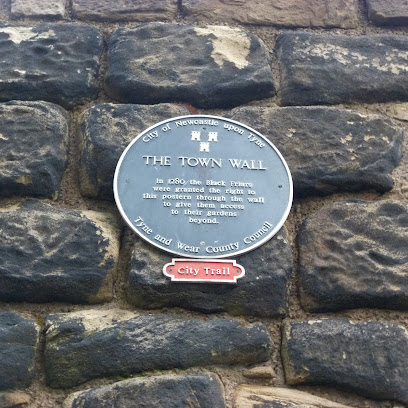 City of Newcastle upon Tyne
THE TOWN WALL
In 1280 the Black Friars
were granted the right to
this postern through the wall
to give them access
to their gardens
beyond.
Tyne and Wear County Council
City Trail